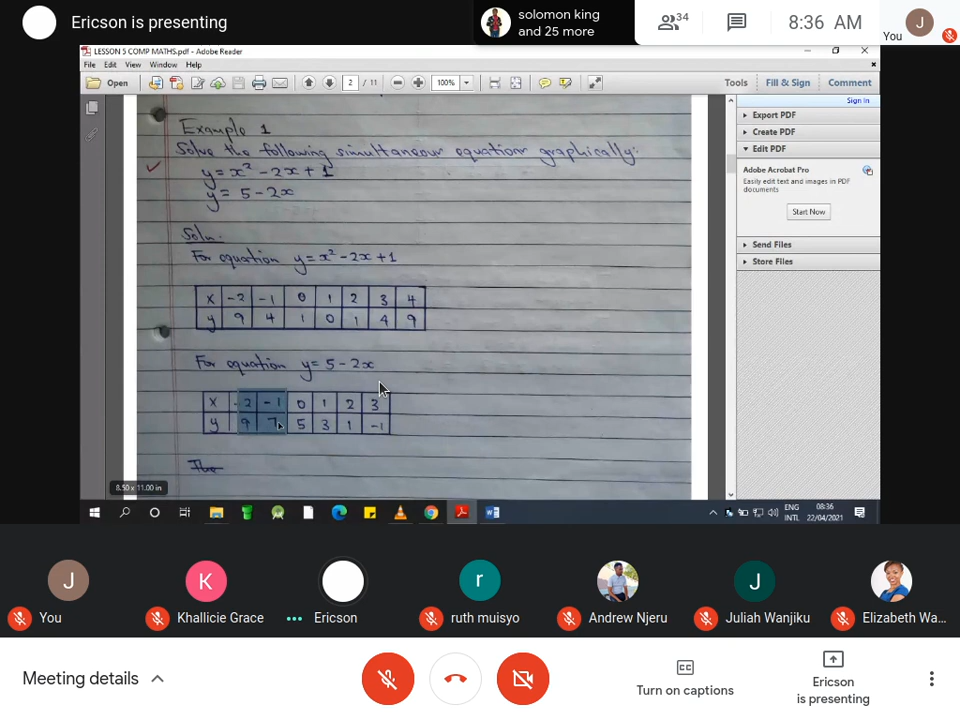 Ericson is presenting
solomon king
and 25 more
34
8:36 AM
J
You
LESSON 5 COMP MATHS.pdf - Adobe Reader
File Edit View Window Help
Open
2 / 11
100%
Tools
Fill & Sign
Comment
Sign In
Export PDF
Create PDF
Edit PDF
Adobe Acrobat Pro
Easily edit text and images in PDF
documents
Start Now
Send Files
Store Files
Example 1
Solve the following simultaneous equations graphically:
y = x² - 2x + 1
y = 5 - 2x
Soln.
For equation y = x² - 2x + 1
x -2 -1 0 1 2 3 4
y 9 4 1 0 1 4 9
For equation y = 5 - 2x
x -2 -1 0 1 2 3
y 9 7 5 3 1 -1
8.50 x 11.00 in
ENG
INTL
08:36
22/04/2021
J
K
r
J
You
Khallicie Grace
Ericson
ruth muisyo
Andrew Njeru
Juliah Wanjiku
Elizabeth Wa...
Meeting details
Turn on captions
Ericson
is presenting